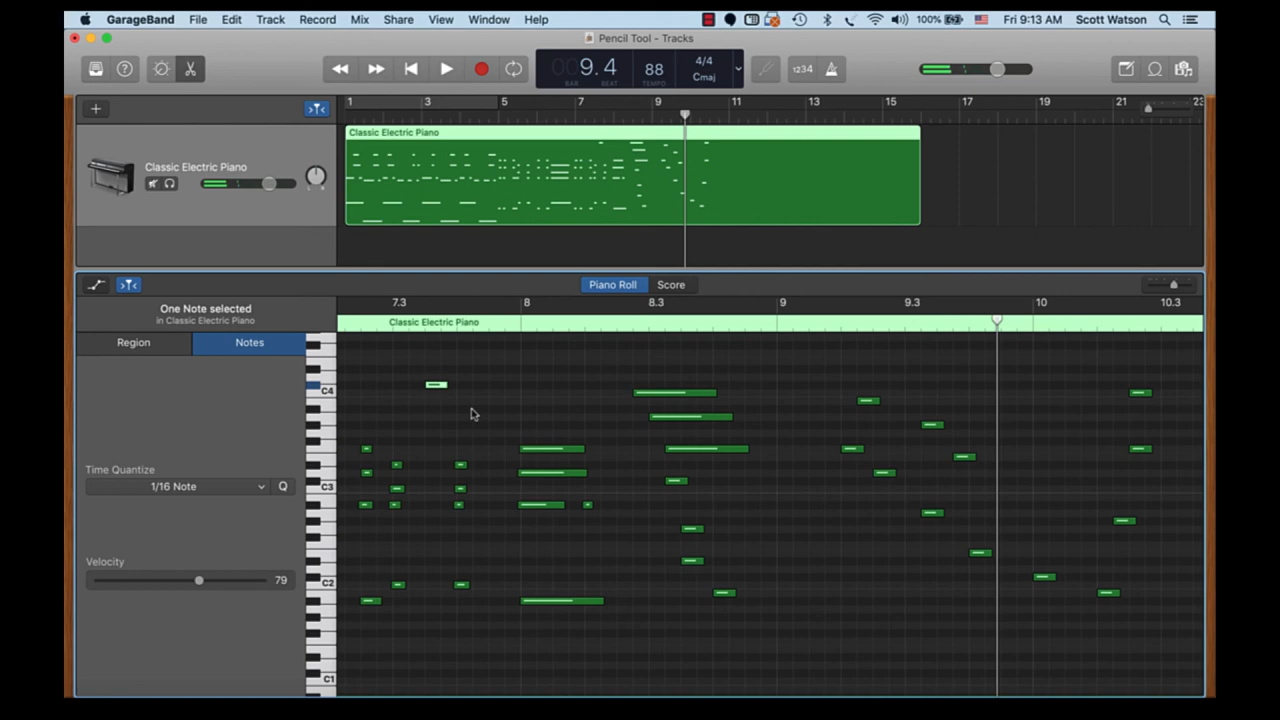 GarageBand File Edit Track Record Mix Share View Window Help 100% Fri 9:13 AM Scott Watson
Pencil Tool - Tracks
009.4 88 4/4 Cmaj 1234
BAR BEAT TEMPO
1 3 5 7 9 11 13 15 17 19 21 23
Classic Electric Piano
Classic Electric Piano
Piano Roll Score
One Note selected
in Classic Electric Piano
7.3 8 8.3 9 9.3 10 10.3
Classic Electric Piano
Region Notes
C4
Time Quantize
1/16 Note Q
C3
Velocity
79
C2
C1